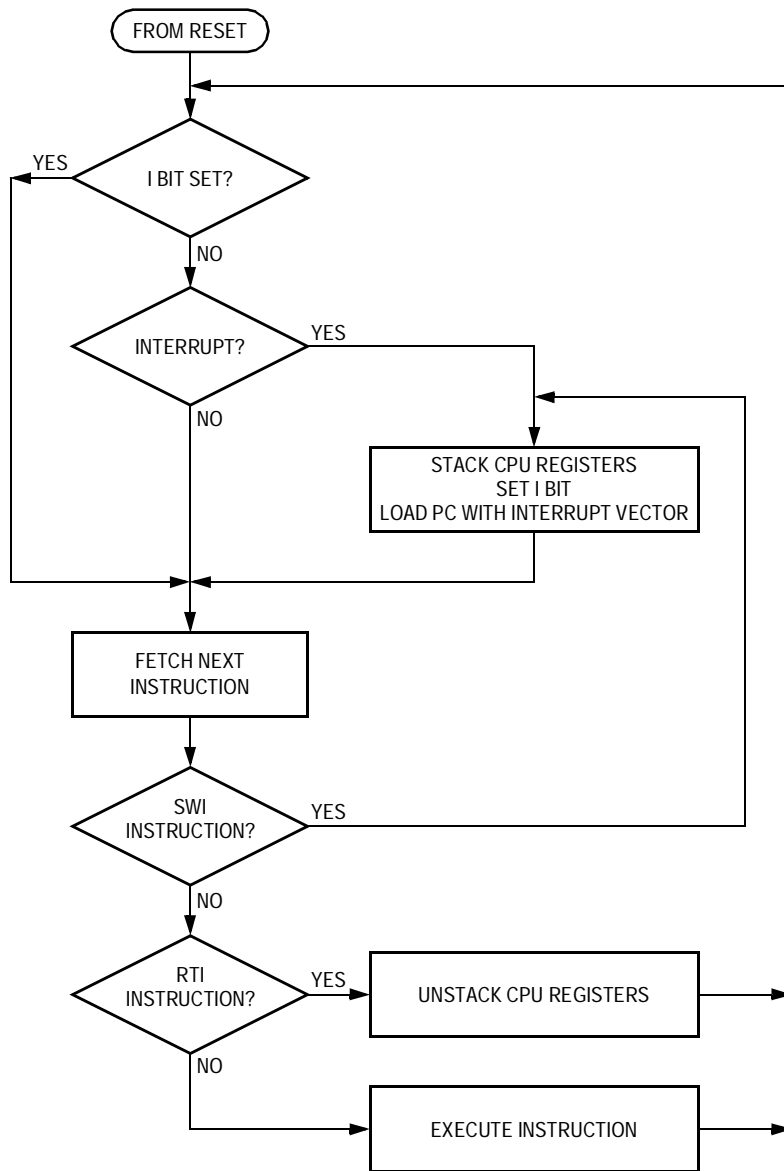 FROM RESET
YES
I BIT SET?
NO
INTERRUPT?
YES
NO
STACK CPU REGISTERS
SET I BIT
LOAD PC WITH INTERRUPT VECTOR
FETCH NEXT
INSTRUCTION
SWI
INSTRUCTION?
YES
NO
RTI
INSTRUCTION?
YES
UNSTACK CPU REGISTERS
NO
EXECUTE INSTRUCTION